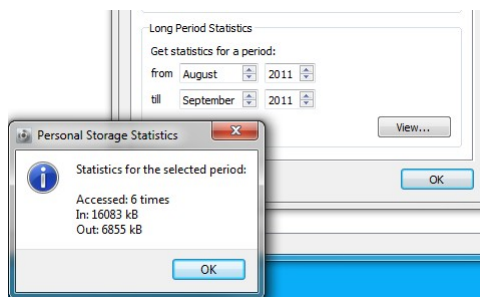 Long Period Statistics
Get statistics for a period:
from August 2011
till September 2011
View...
OK
Personal Storage Statistics
Statistics for the selected period:
Accessed: 6 times
In: 16083 kB
Out: 6855 kB
OK